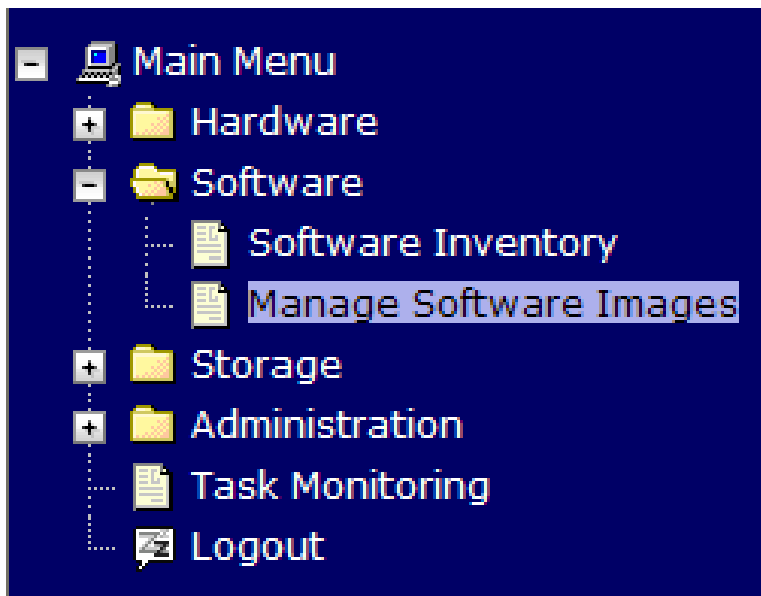 Main Menu
Hardware
Software
Software Inventory
Manage Software Images
Storage
Administration
Task Monitoring
Logout